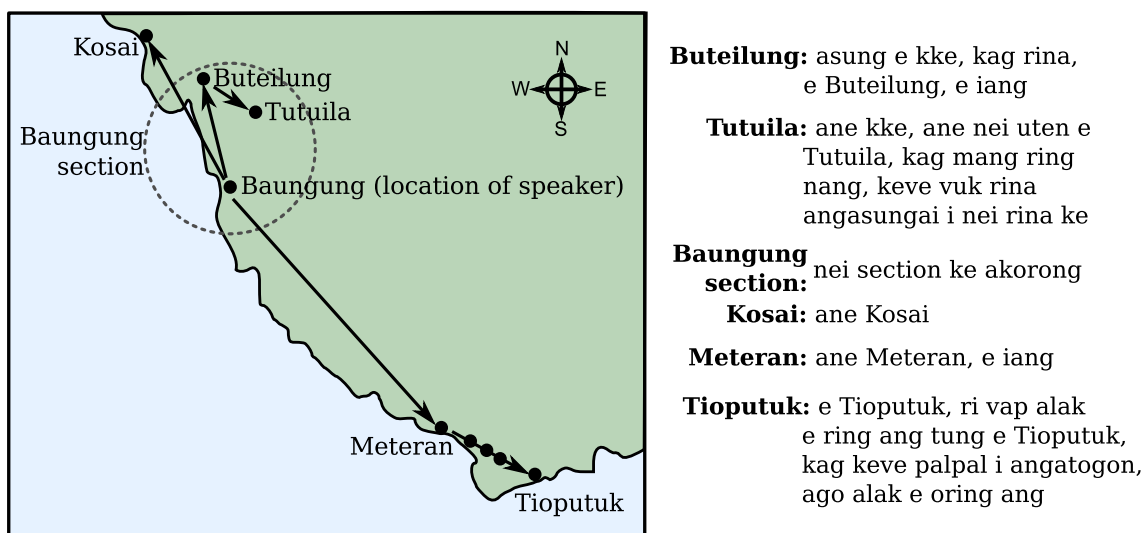 Kosai
Buteilung
Tutuila
Baungung
section
Baungung (location of speaker)
Meteran
Tioputuk
N
W
E
S
Buteilung: asung e kke, kag rina,
e Buteilung, e iang
Tutuila: ane kke, ane nei uten e
Tutuila, kag mang ring
nang, keve vuk rina
angasungai i nei rina ke
Baungung
section: nei section ke akorong
Kosai: ane Kosai
Meteran: ane Meteran, e iang
Tioputuk: e Tioputuk, ri vap alak
e ring ang tung e Tioputuk,
kag keve palpal i angatogon,
ago alak e oring ang